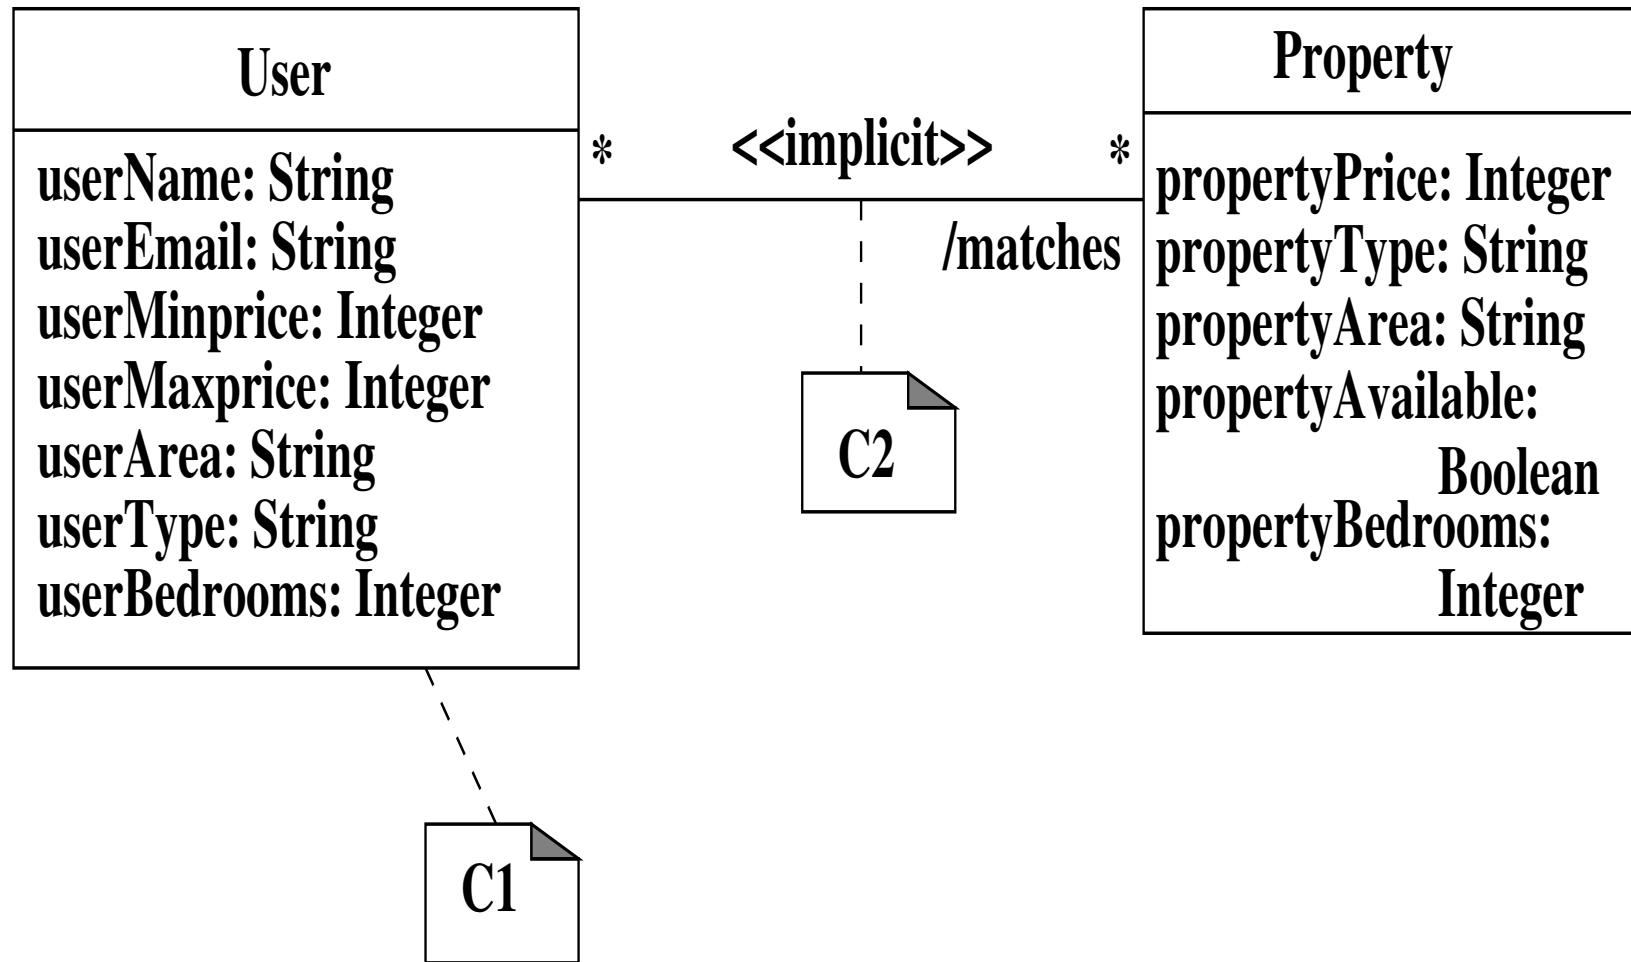 User
userName: String
userEmail: String
userMinprice: Integer
userMaxprice: Integer
userArea: String
userType: String
userBedrooms: Integer
* <<implicit>> *
/matches
Property
propertyPrice: Integer
propertyType: String
propertyArea: String
propertyAvailable:
Boolean
propertyBedrooms:
Integer
C2
C1